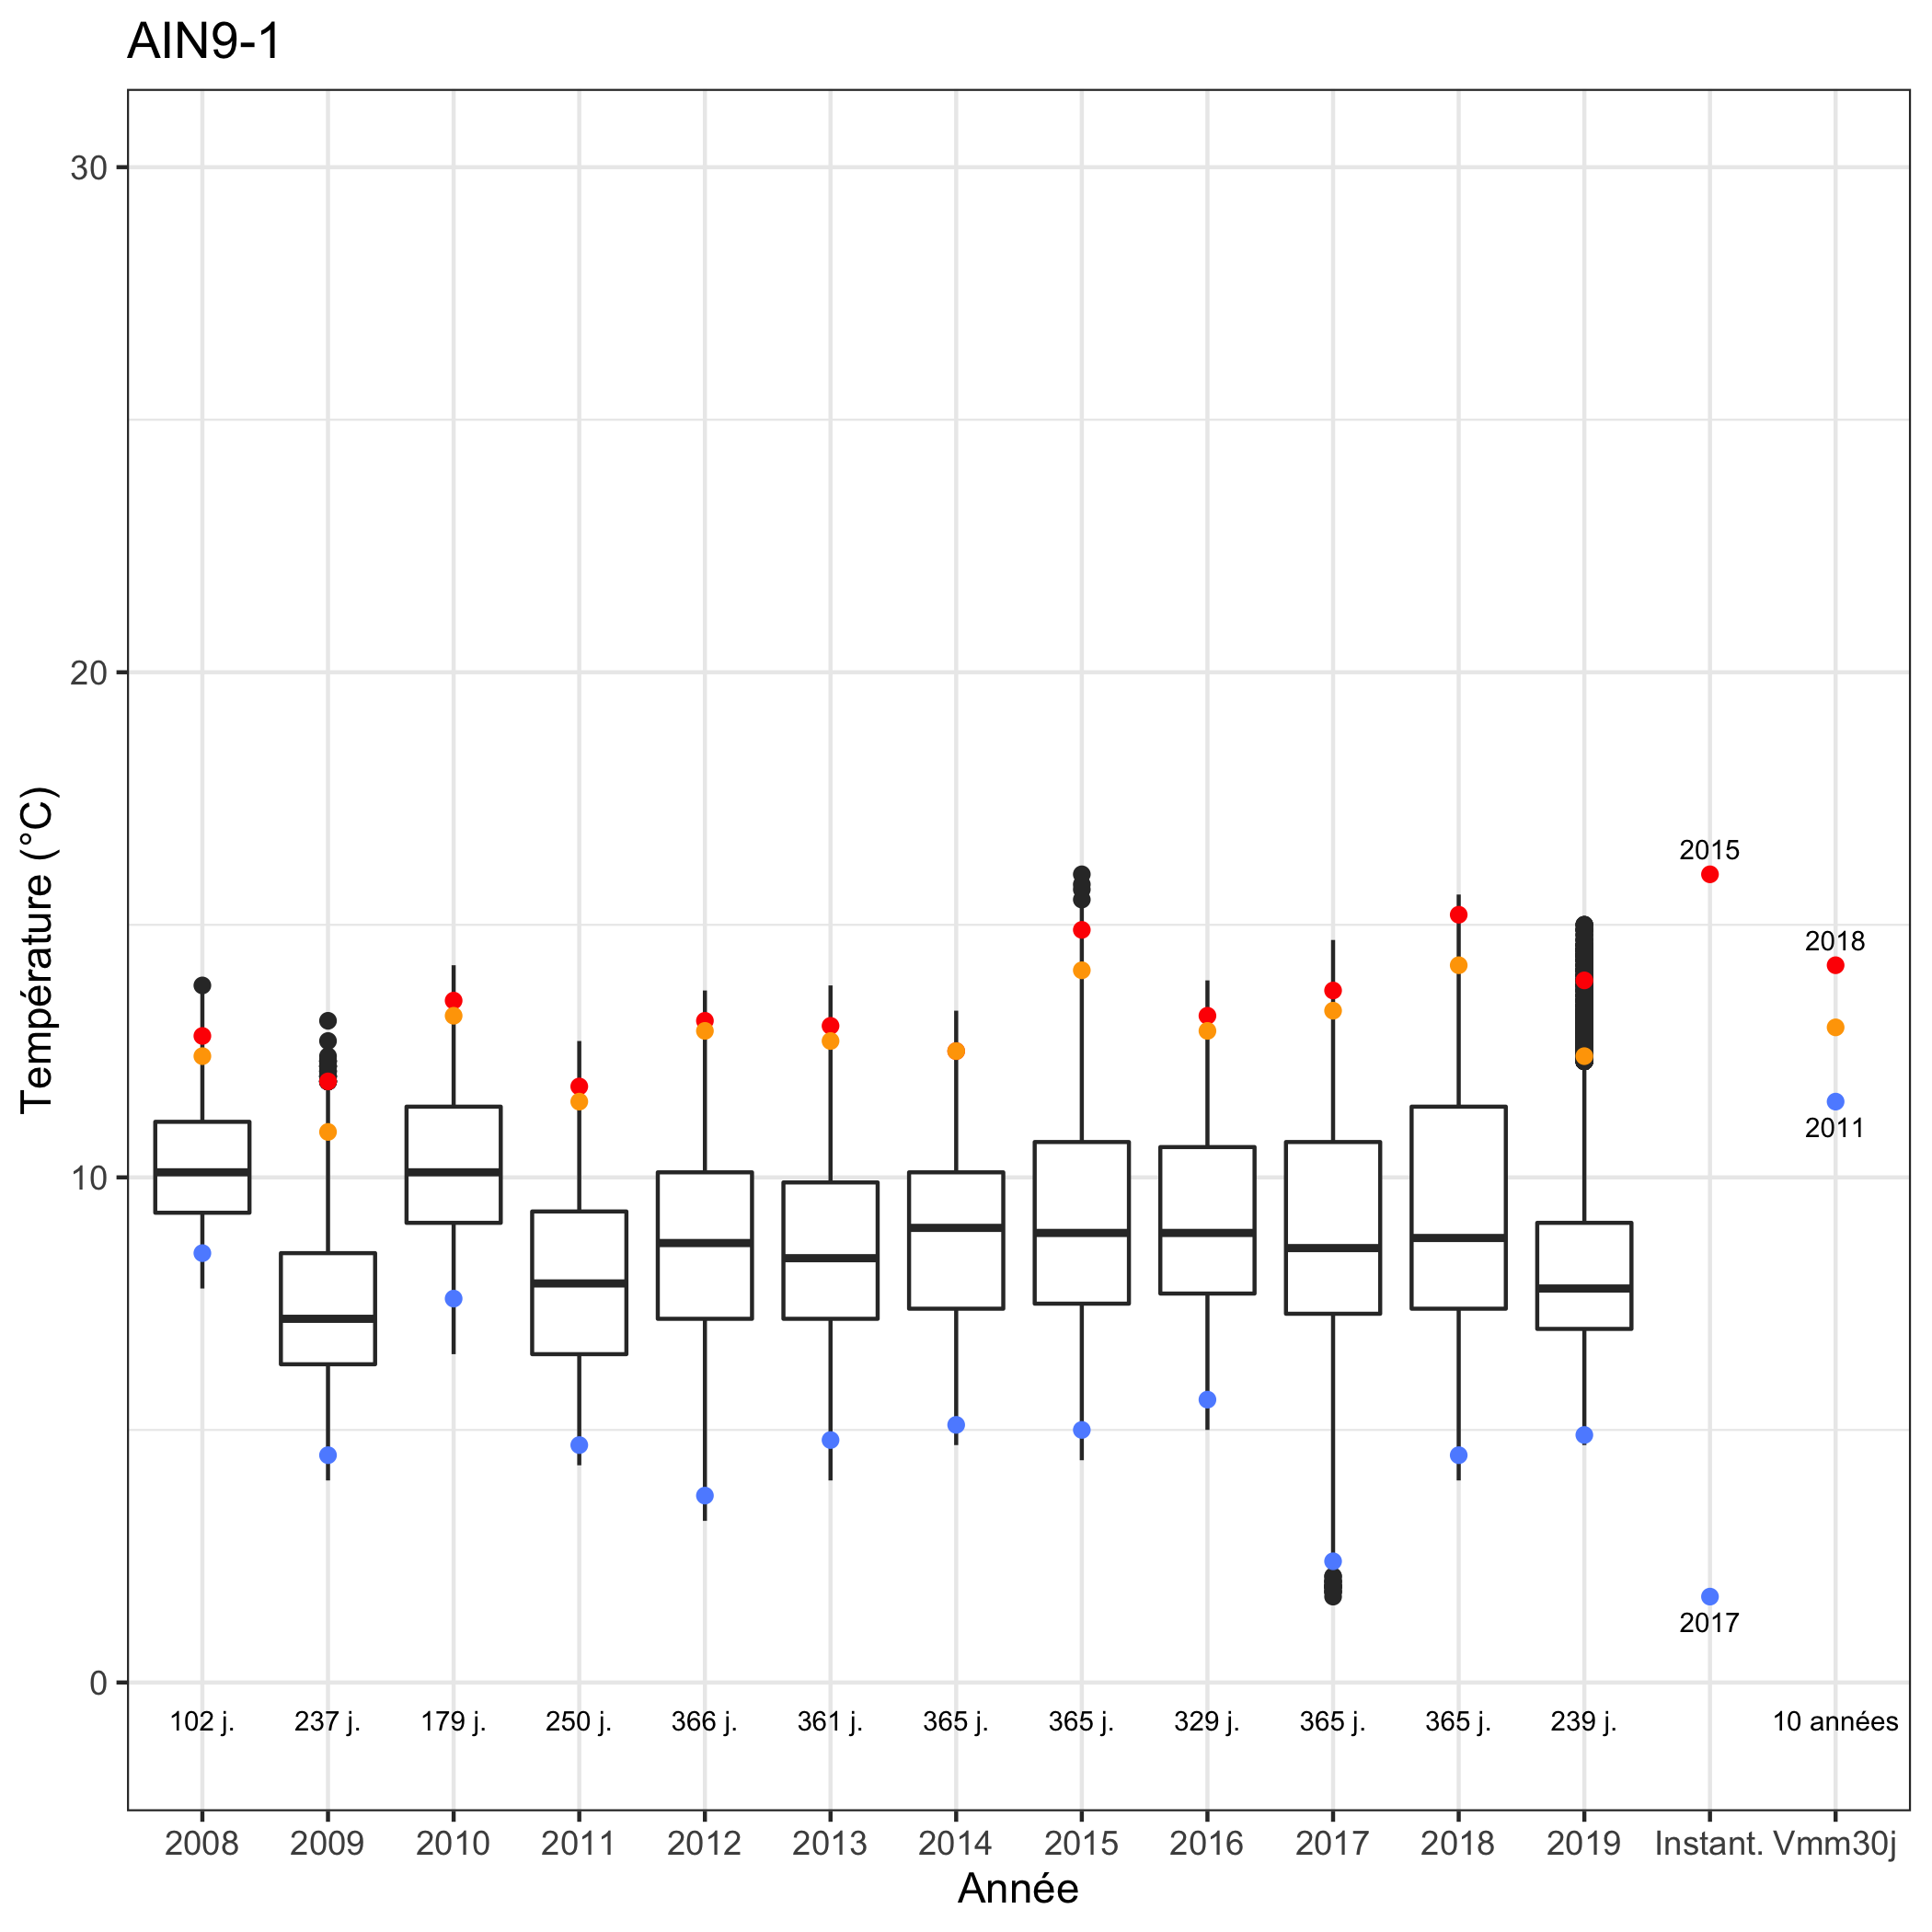 AIN9-1
30
20
10
0
Température (°C)
2015
2018
2011
2017
102 j. 237 j. 179 j. 250 j. 366 j. 361 j. 365 j. 365 j. 329 j. 365 j. 365 j. 239 j. 10 années
2008 2009 2010 2011 2012 2013 2014 2015 2016 2017 2018 2019 Instant. Vmm30j
Année